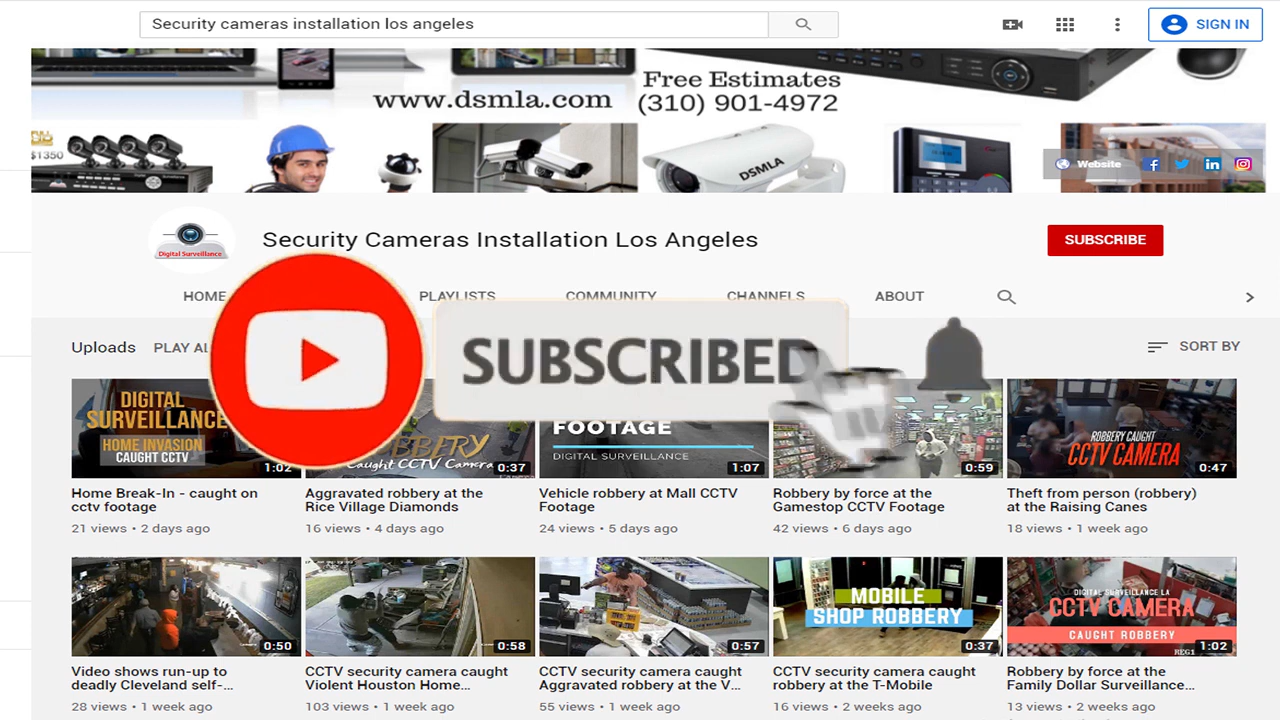 Security cameras installation los angeles
SIGN IN
www.dsmla.com
Free Estimates
(310) 901-4972
$1350
DSMLA
Website
Digital Surveillance
Security Cameras Installation Los Angeles
SUBSCRIBE
HOME
PLAYLISTS
COMMUNITY
CHANNELS
ABOUT
SUBSCRIBED
Uploads
PLAY AL
SORT BY
DIGITAL
SURVEILLANCE
HOME INVASION
CAUGHT CCTV
1:02
ROBBERY
Caught CCTV Camera
0:37
FOOTAGE
DIGITAL SURVEILLANCE
1:07
0:59
ROBBERY CAUGHT
CCTV CAMERA
0:47
Home Break-In - caught on
cctv footage
21 views • 2 days ago
Aggravated robbery at the
Rice Village Diamonds
16 views • 4 days ago
Vehicle robbery at Mall CCTV
Footage
24 views • 5 days ago
Robbery by force at the
Gamestop CCTV Footage
42 views • 6 days ago
Theft from person (robbery)
at the Raising Canes
18 views • 1 week ago
0:50
0:58
0:57
MOBILE
SHOP ROBBERY
0:37
DIGITAL SURVEILLANCE LA
CCTV CAMERA
CAUGHT ROBBERY
REG1
1:02
Video shows run-up to
deadly Cleveland self-...
28 views • 1 week ago
CCTV security camera caught
Violent Houston Home...
103 views • 1 week ago
CCTV security camera caught
Aggravated robbery at the V...
55 views • 1 week ago
CCTV security camera caught
robbery at the T-Mobile
16 views • 2 weeks ago
Robbery by force at the
Family Dollar Surveillance...
13 views • 2 weeks ago